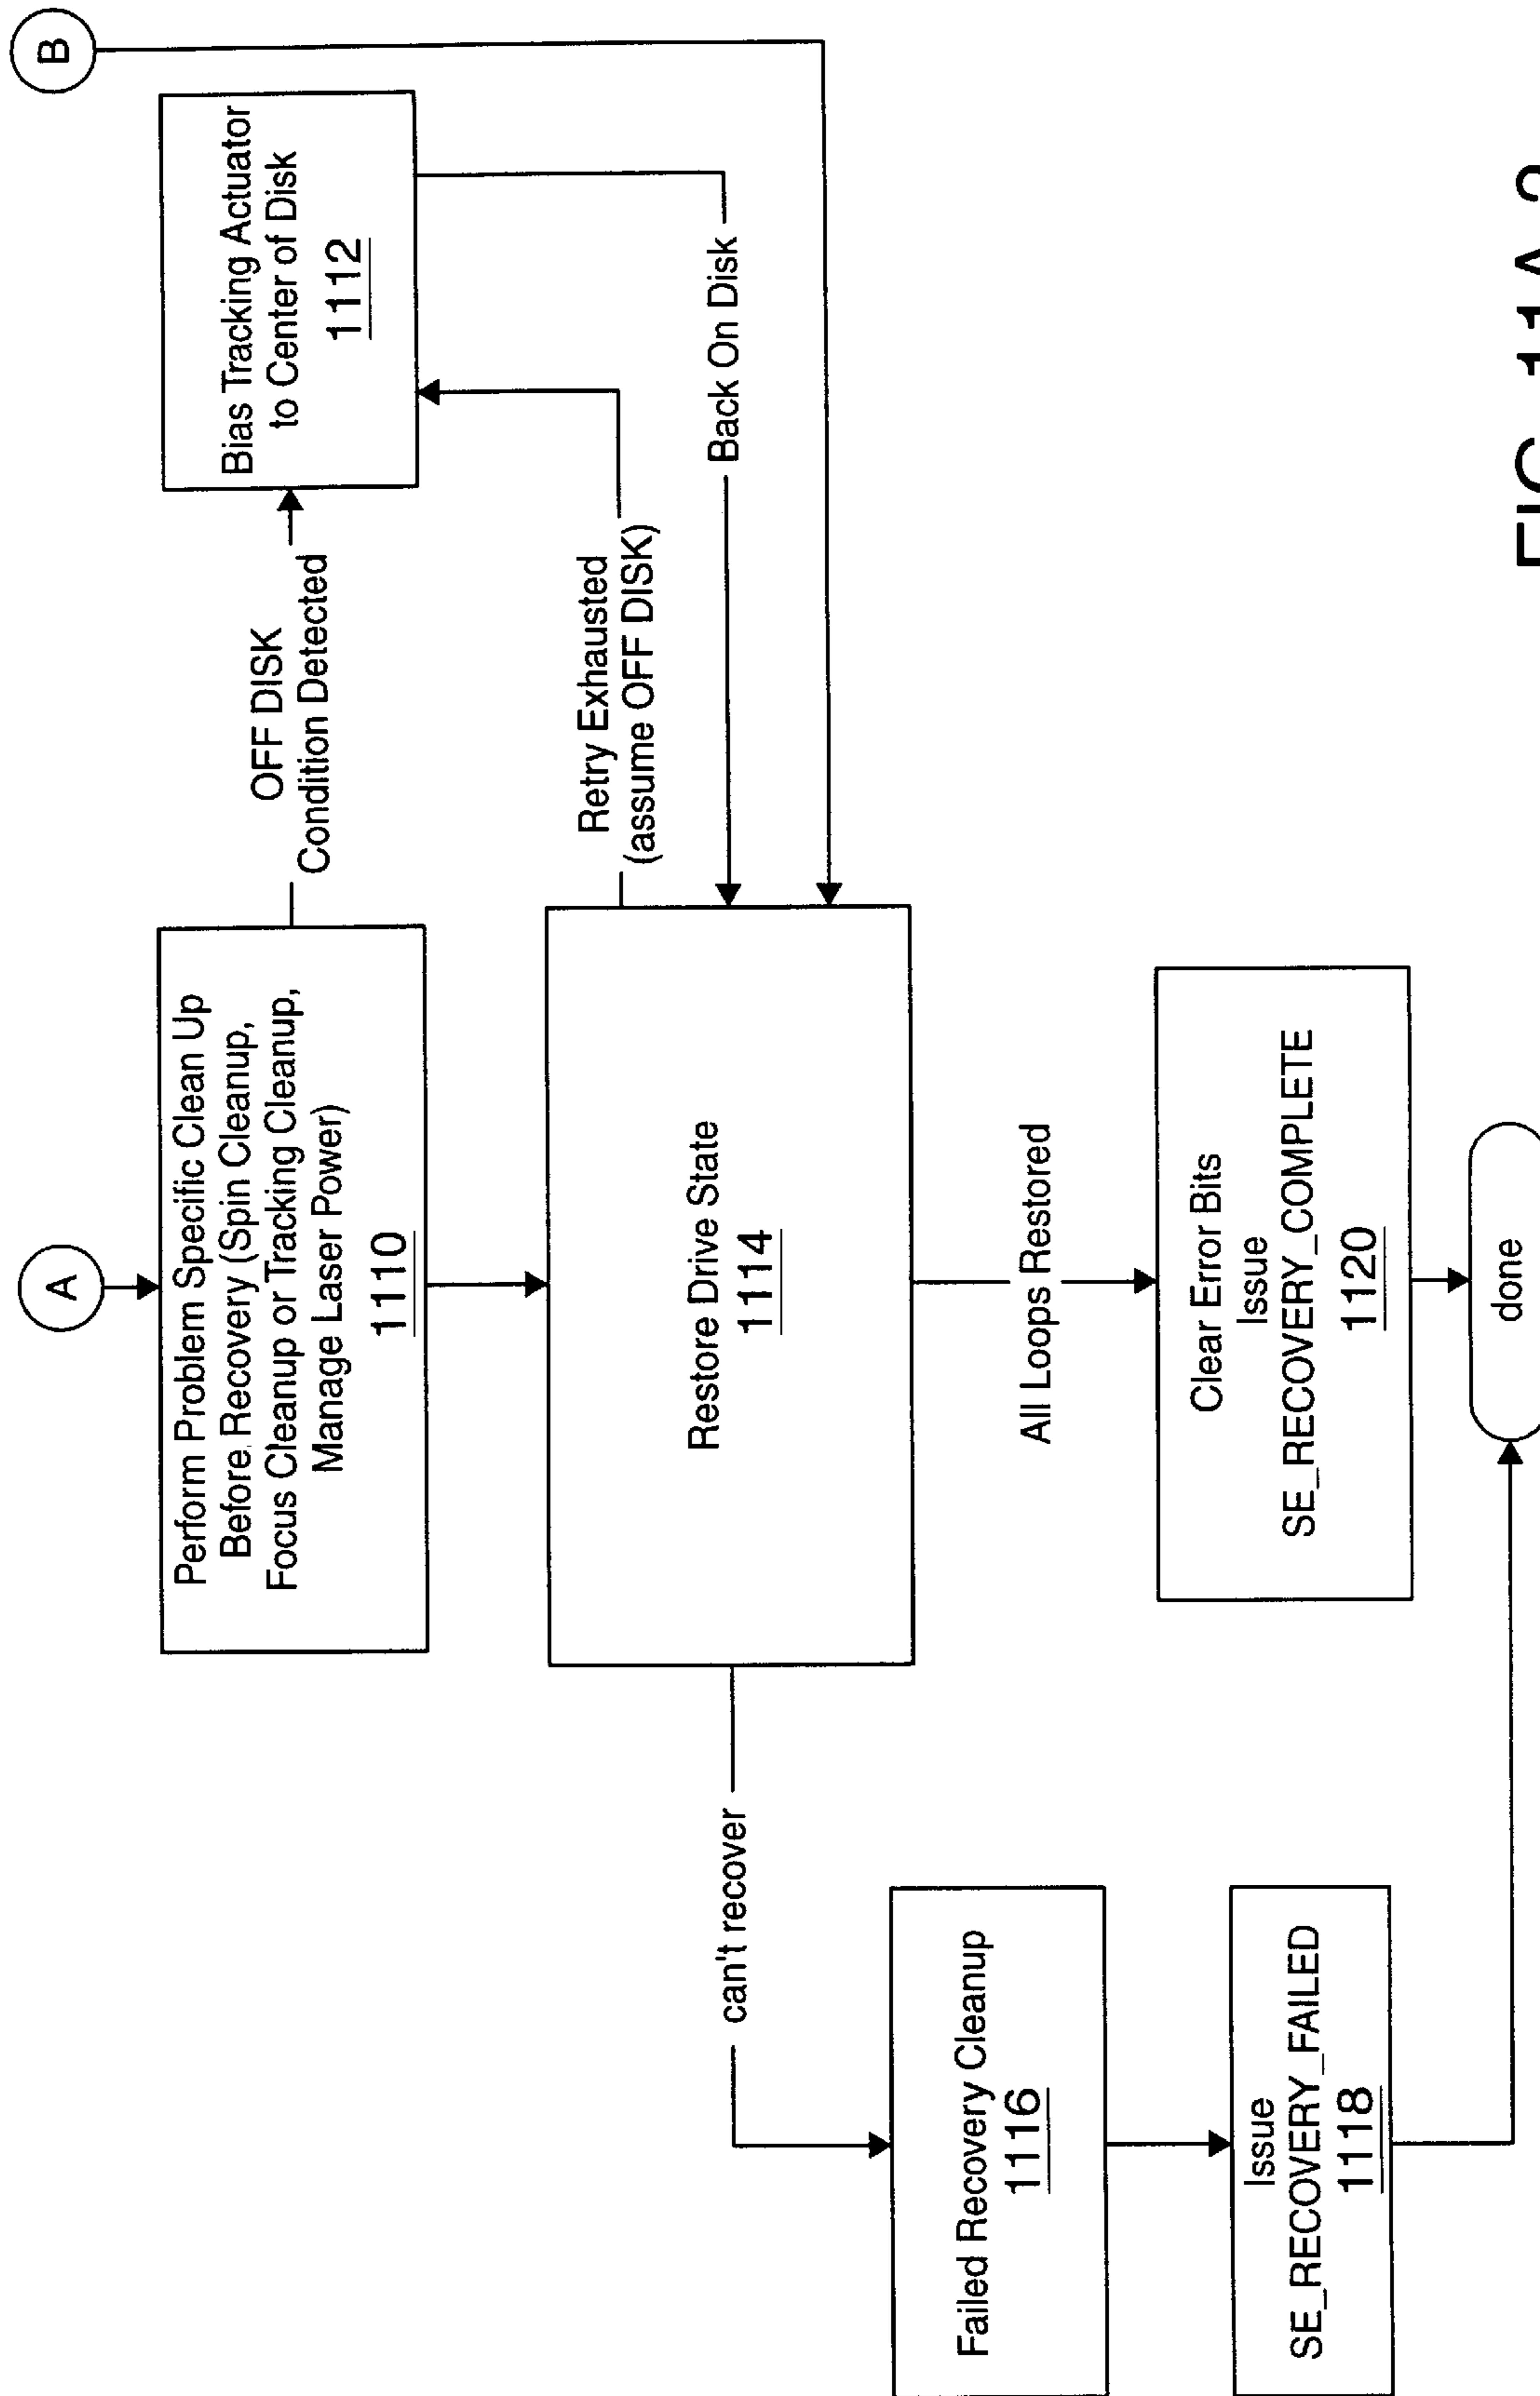 A
B
Perform Problem Specific Clean Up
Before Recovery (Spin Cleanup,
Focus Cleanup or Tracking Cleanup,
Manage Laser Power)
1110
OFF DISK
Condition Detected
Bias Tracking Actuator
to Center of Disk
1112
Retry Exhausted
(assume OFF DISK)
Back On Disk
Restore Drive State
1114
can't recover
All Loops Restored
Failed Recovery Cleanup
1116
Issue
SE_RECOVERY_FAILED
1118
Clear Error Bits
Issue
SE_RECOVERY_COMPLETE
1120
done